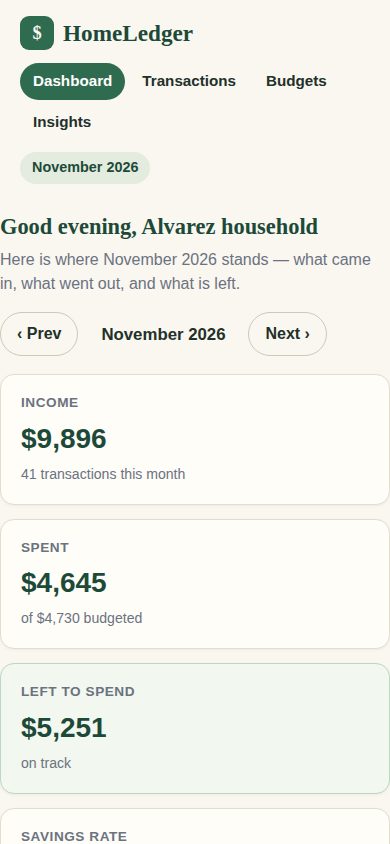 $ HomeLedger
Dashboard Transactions Budgets
Insights
November 2026
Good evening, Alvarez household
Here is where November 2026 stands — what came
in, what went out, and what is left.
‹ Prev November 2026 Next ›
INCOME
$9,896
41 transactions this month
SPENT
$4,645
of $4,730 budgeted
LEFT TO SPEND
$5,251
on track
SAVINGS RATE